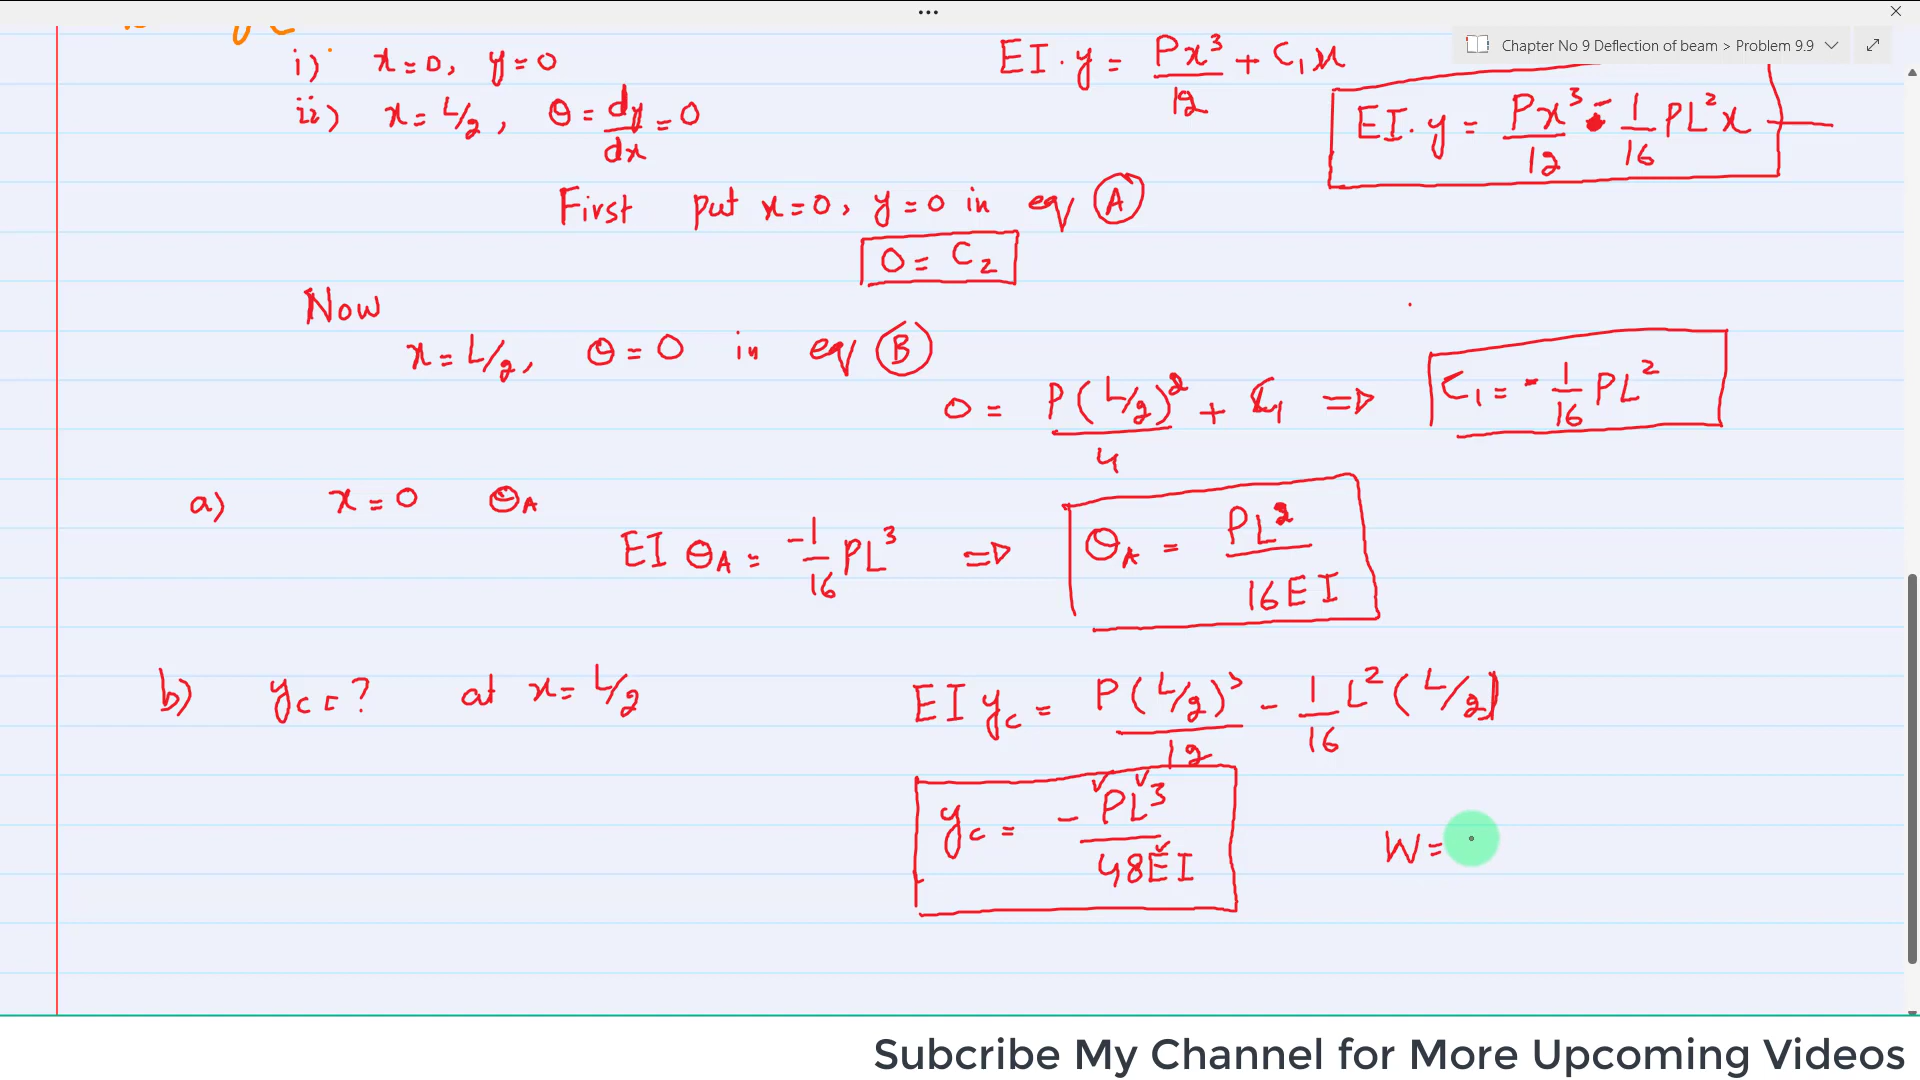 i) x=0, y=0
EI.y = Px³/12 + C₁x
Chapter No 9 Deflection of beam > Problem 9.9
ii) x=L/2, θ = dy/dx = 0
EI.y = Px³/12 - 1/16 PL²x
First put x=0, y=0 in eq (A)
0 = C₂
Now
x=L/2, θ=0 in eq (B)
0 = P(L/2)²/4 + C₁ ⇒ C₁ = -1/16 PL²
a) x=0 θA
EI θA = -1/16 PL³ ⇒ θA = PL²/16EI
b) yc=? at x=L/2
EI yc = P(L/2)³/12 - 1/16 L²(L/2)
yc = -PL³/48EI
W=
Subcribe My Channel for More Upcoming Videos